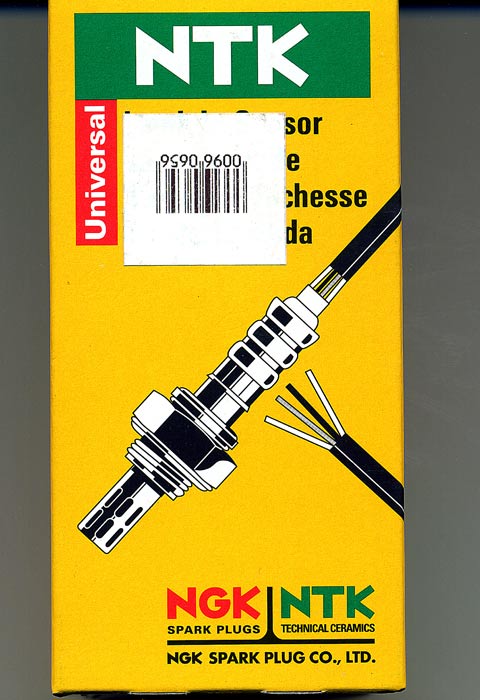 NTK
Universal
sor
e
chesse
da
0096 0656
NGK
SPARK PLUGS
NTK
TECHNICAL CERAMICS
NGK SPARK PLUG CO., LTD.